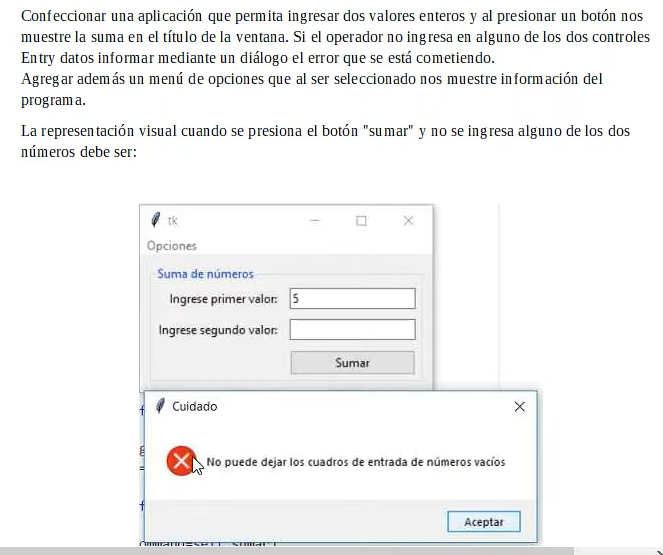 Confeccionar una aplicación que permita ingresar dos valores enteros y al presionar un botón nos
muestre la suma en el título de la ventana. Si el operador no ingresa en alguno de los dos controles
Entry datos informar mediante un diálogo el error que se está cometiendo.
Agregar además un menú de opciones que al ser seleccionado nos muestre información del
programa.
La representación visual cuando se presiona el botón "sumar" y no se ingresa alguno de los dos
números debe ser:
tk
Opciones
Suma de números
Ingrese primer valor: 5
Ingrese segundo valor:
Sumar
Cuidado
No puede dejar los cuadros de entrada de números vacíos
Aceptar